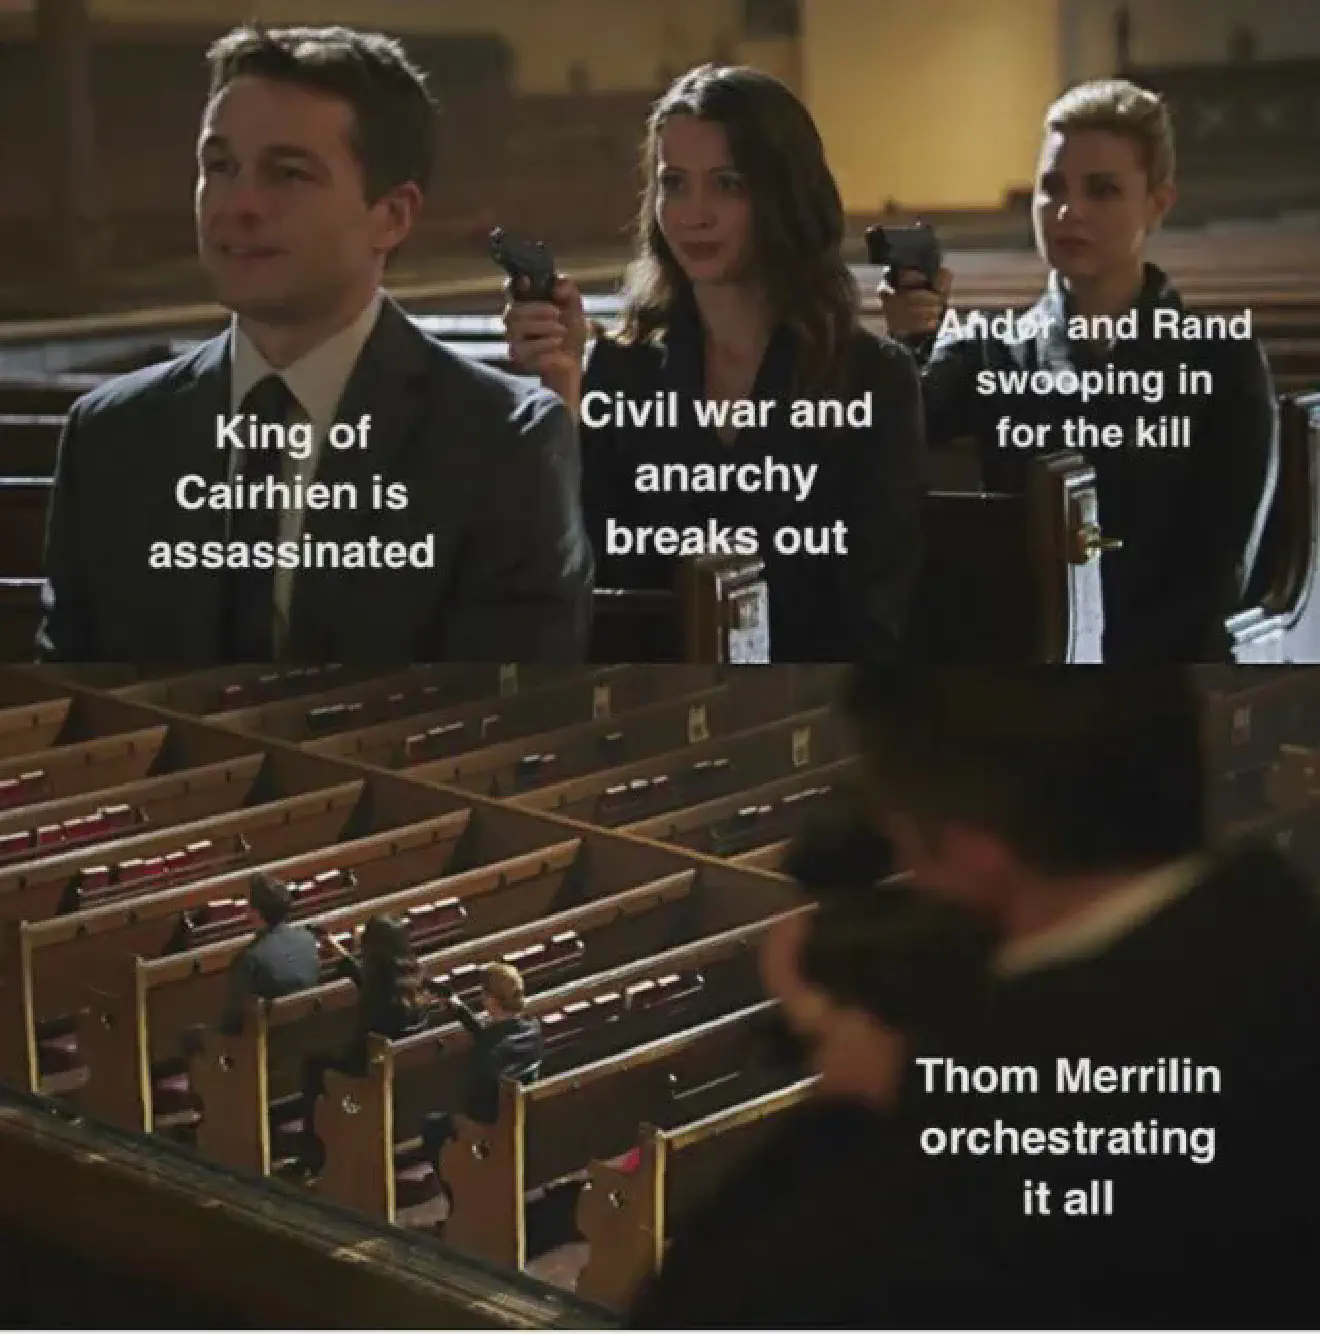 King of
Cairhien is
assassinated
Civil war and
anarchy
breaks out
Andor and Rand
swooping in
for the kill
Thom Merrilin
orchestrating
it all